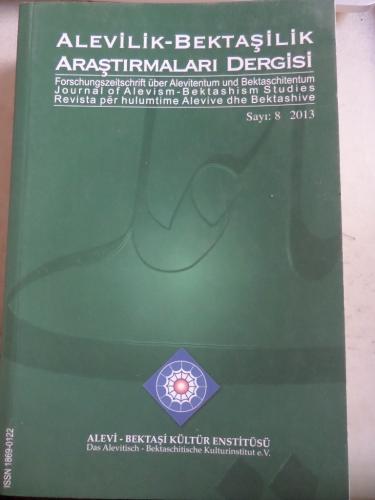 ALEVİLİK-BEKTAŞİLİK
ARAŞTIRMALARI DERGİSİ
Forschungszeitschrift über Alevitentum und Bektaschitentum
Journal of Alevism-Bektashism Studies
Revista për hulumtime Alevive dhe Bektashive
Sayı: 8 2013
ALEVİ - BEKTAŞİ KÜLTÜR ENSTİTÜSÜ
Das Alevitisch - Bektaschitische Kulturinstitut e.V.
ISSN 1869-0122